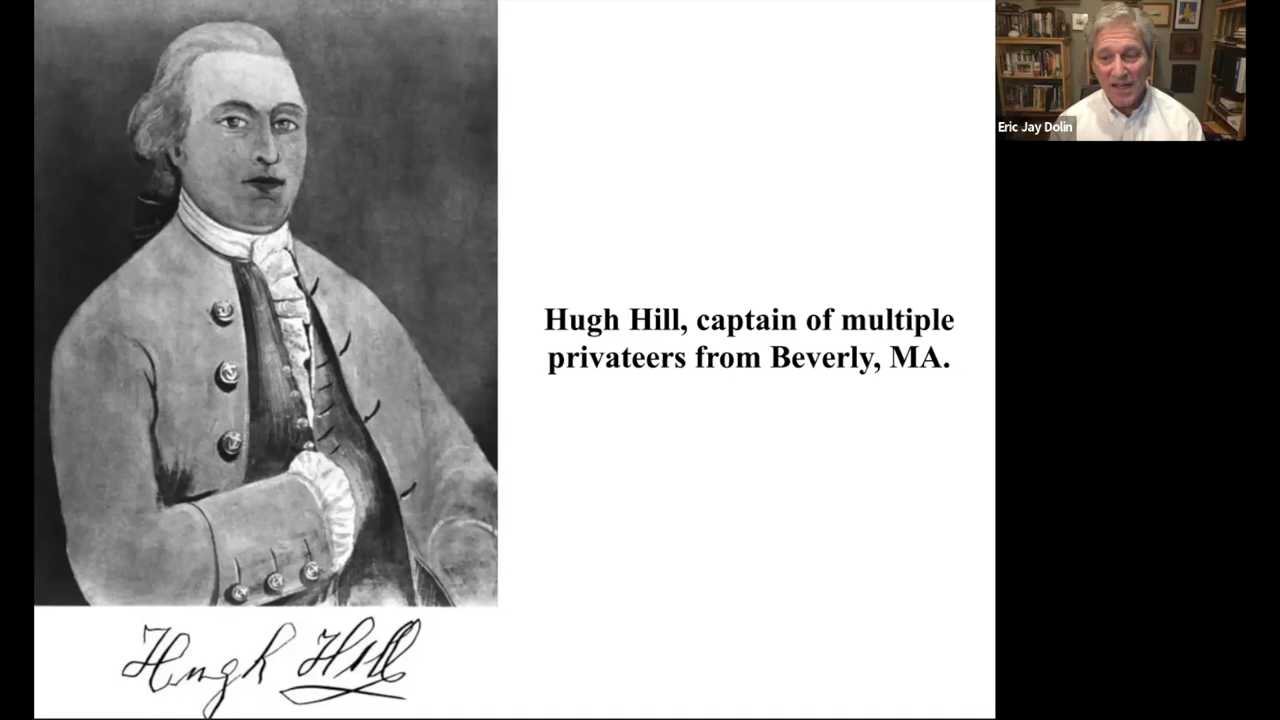 Eric Jay Dolin
Hugh Hill, captain of multiple
privateers from Beverly, MA.
Hugh Hill